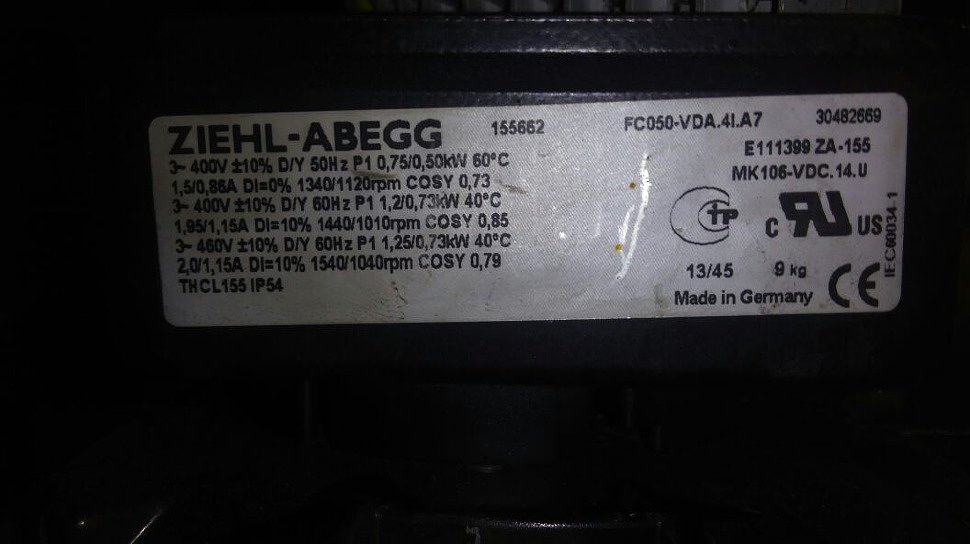 ZIEHL-ABEGG 155662 FC050-VDA.4I.A7 30482669
3~ 400V ±10% D/Y 50Hz P1 0,75/0,50kW 60°C
1,5/0,86A DI=0% 1340/1120rpm COSY 0,73
3~ 400V ±10% D/Y 60Hz P1 1,2/0,73kW 40°C
1,95/1,15A DI=10% 1440/1010rpm COSY 0,85
3~ 460V ±10% D/Y 60Hz P1 1,25/0,73kW 40°C
2,0/1,15A DI=10% 1540/1040rpm COSY 0,79
THCL155 IP54
E111399 ZA-155
MK106-VDC.14.U
C US
13/45 9 kg
Made in Germany CE
IEC60034-1